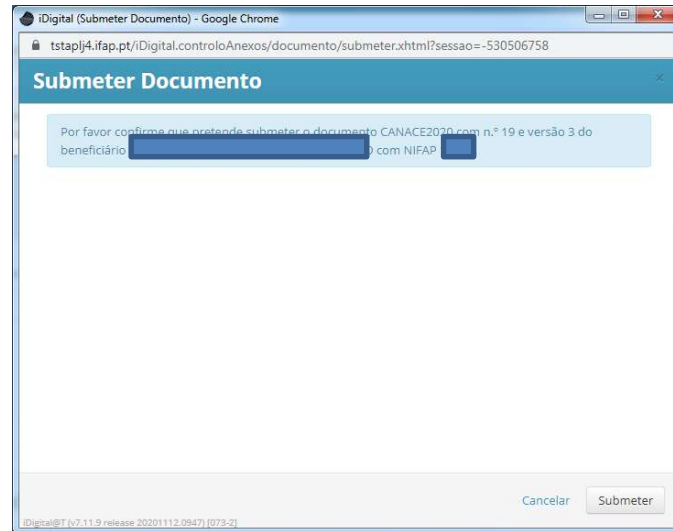 iDigital (Submeter Documento) - Google Chrome
tstaplj4.ifap.pt/iDigital.controloAnexos/documento/submeter.xhtml?sessao=-530506758
Submeter Documento
Por favor confirme que pretende submeter o documento CANACE2020 com n.º 19 e versão 3 do
beneficiário com NIFAP
Cancelar Submeter
iDigital@T (v7.11.9 release 20201112.0947) [073-2]